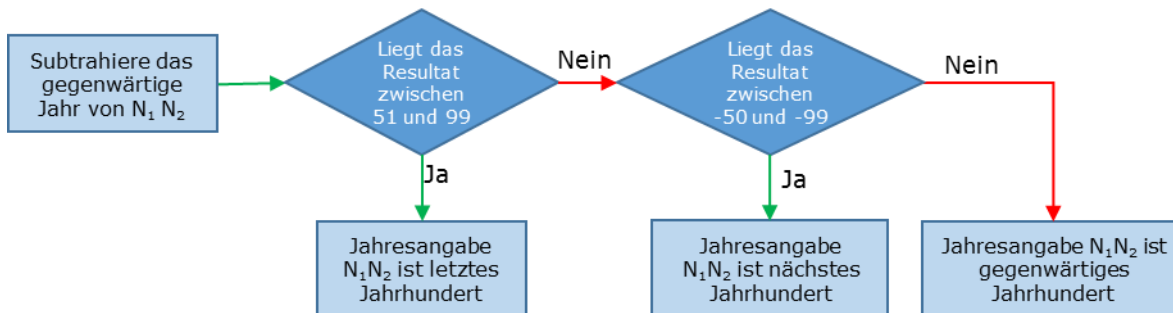 Subtrahiere das
gegenwärtige
Jahr von N₁ N₂
Liegt das
Resultat
zwischen
51 und 99
Nein
Liegt das
Resultat
zwischen
-50 und -99
Nein
Ja
Ja
Jahresangabe
N₁N₂ ist letztes
Jahrhundert
Jahresangabe
N₁N₂ ist nächstes
Jahrhundert
Jahresangabe N₁N₂ ist
gegenwärtiges
Jahrhundert